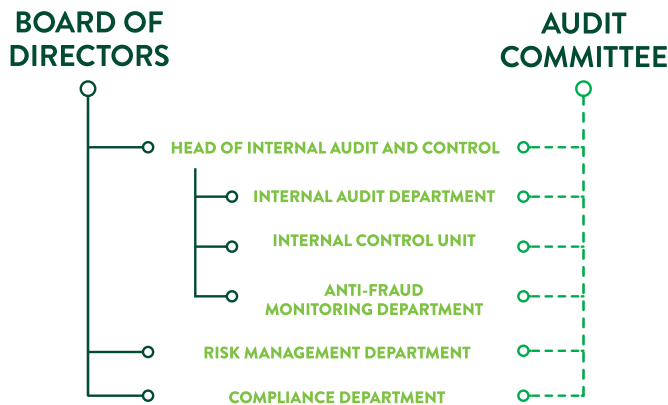 BOARD OF
DIRECTORS
AUDIT
COMMITTEE
HEAD OF INTERNAL AUDIT AND CONTROL
INTERNAL AUDIT DEPARTMENT
INTERNAL CONTROL UNIT
ANTI-FRAUD
MONITORING DEPARTMENT
RISK MANAGEMENT DEPARTMENT
COMPLIANCE DEPARTMENT